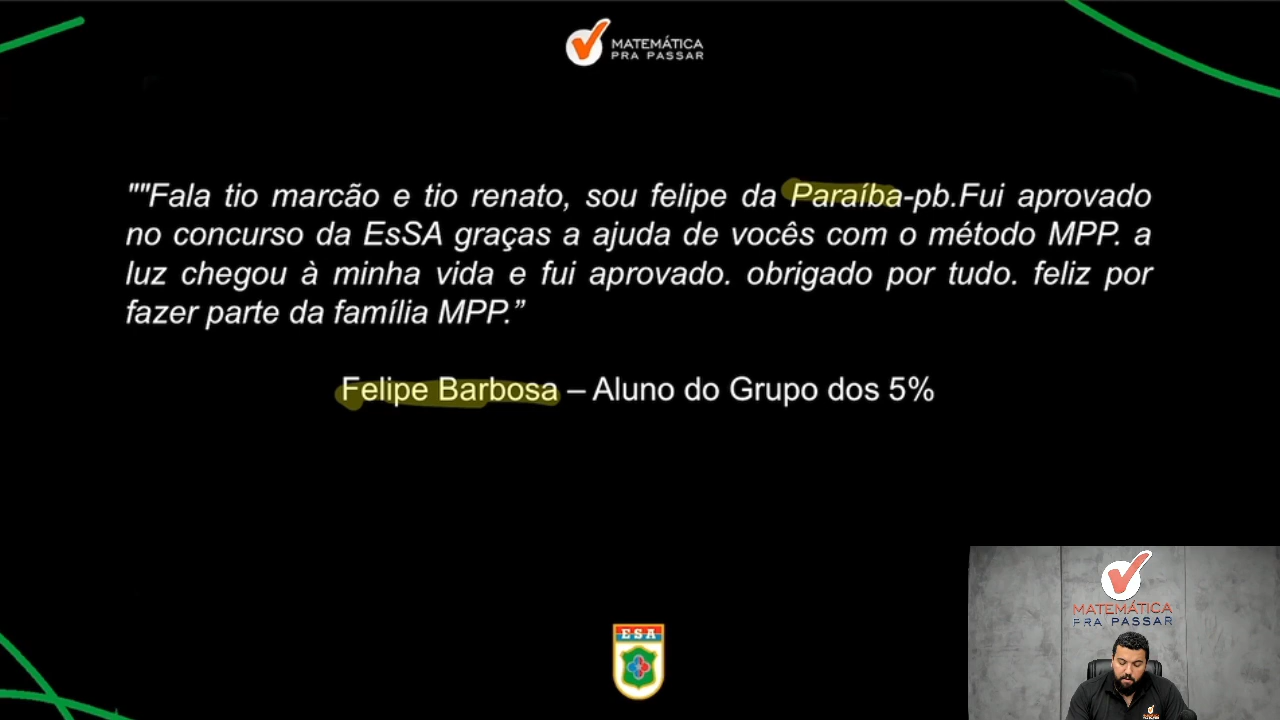 MATEMÁTICA
PRA PASSAR
""Fala tio marcão e tio renato, sou felipe da Paraíba-pb.Fui aprovado
no concurso da EsSA graças a ajuda de vocês com o método MPP. a
luz chegou à minha vida e fui aprovado. obrigado por tudo. feliz por
fazer parte da família MPP.”
Felipe Barbosa – Aluno do Grupo dos 5%
ESA
MATEMÁTICA
PRA PASSAR